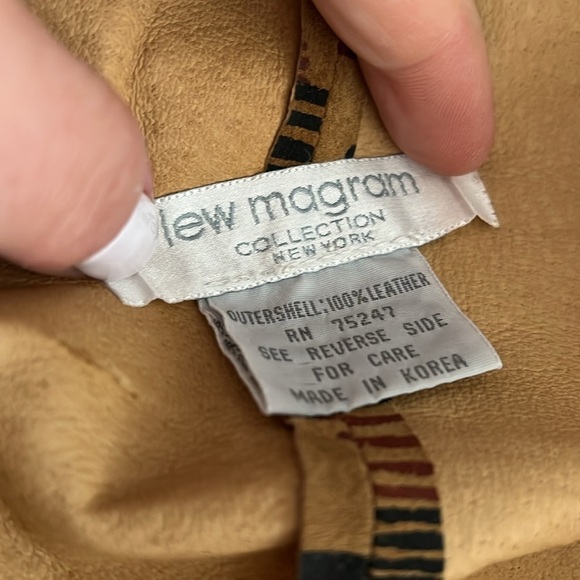 lew magram
COLLECTION
NEW YORK
OUTERSHELL:100%LEATHER
RN 75247
SEE REVERSE SIDE
FOR CARE
MADE IN KOREA